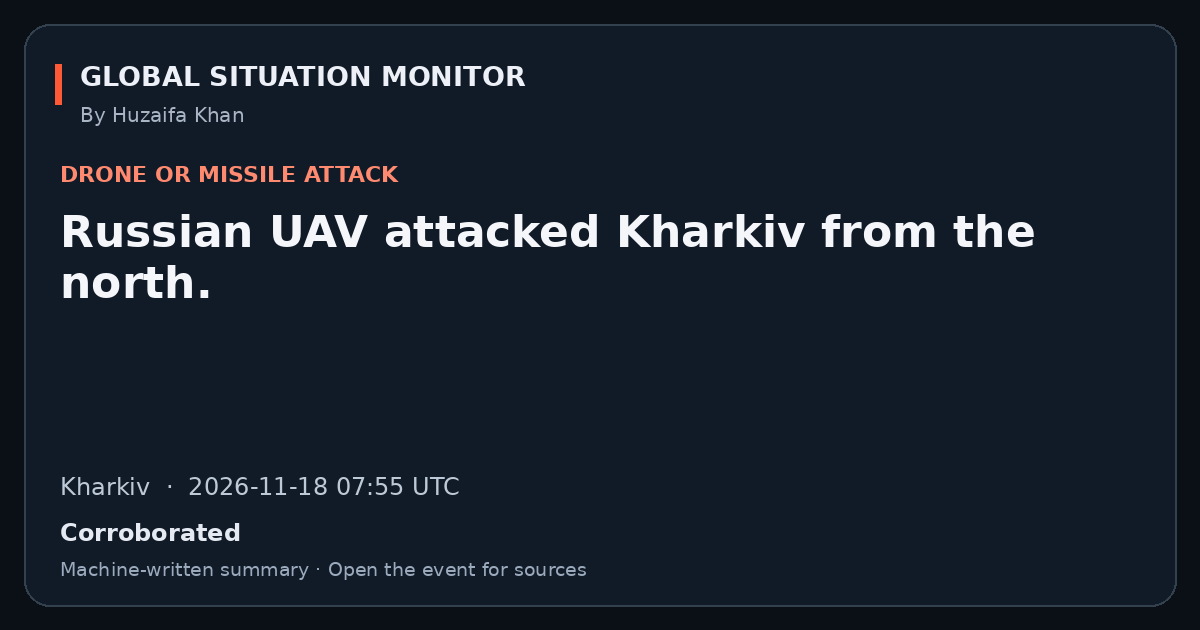 GLOBAL SITUATION MONITOR
By Huzaifa Khan
DRONE OR MISSILE ATTACK
Russian UAV attacked Kharkiv from the
north.
Kharkiv · 2026-11-18 07:55 UTC
Corroborated
Machine-written summary · Open the event for sources